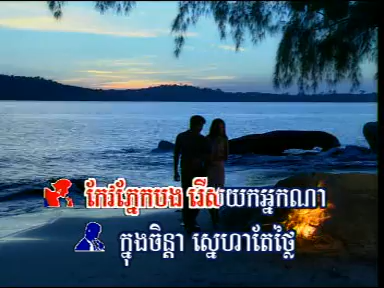 កែវភ្នែកបង រើសយកអ្នកណា
ក្នុងចិន្តា ស្នេហាតែថ្លៃ